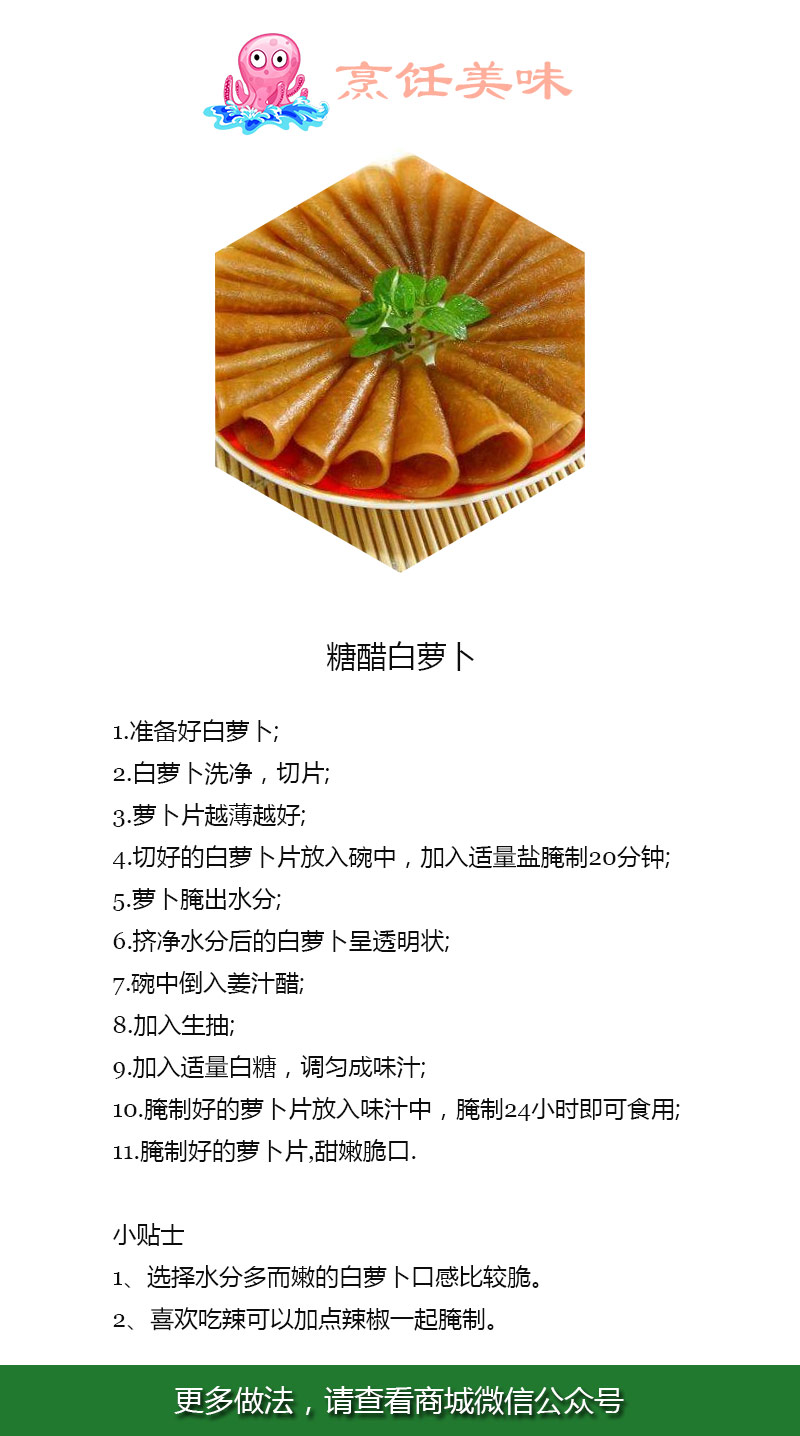 烹饪美味
糖醋白萝卜
1.准备好白萝卜;
2.白萝卜洗净，切片;
3.萝卜片越薄越好;
4.切好的白萝卜片放入碗中，加入适量盐腌制20分钟;
5.萝卜腌出水分;
6.挤净水分后的白萝卜呈透明状;
7.碗中倒入姜汁醋;
8.加入生抽;
9.加入适量白糖，调匀成味汁;
10.腌制好的萝卜片放入味汁中，腌制24小时即可食用;
11.腌制好的萝卜片,甜嫩脆口.
小贴士
1、选择水分多而嫩的白萝卜口感比较脆。
2、喜欢吃辣可以加点辣椒一起腌制。
更多做法，请查看商城微信公众号